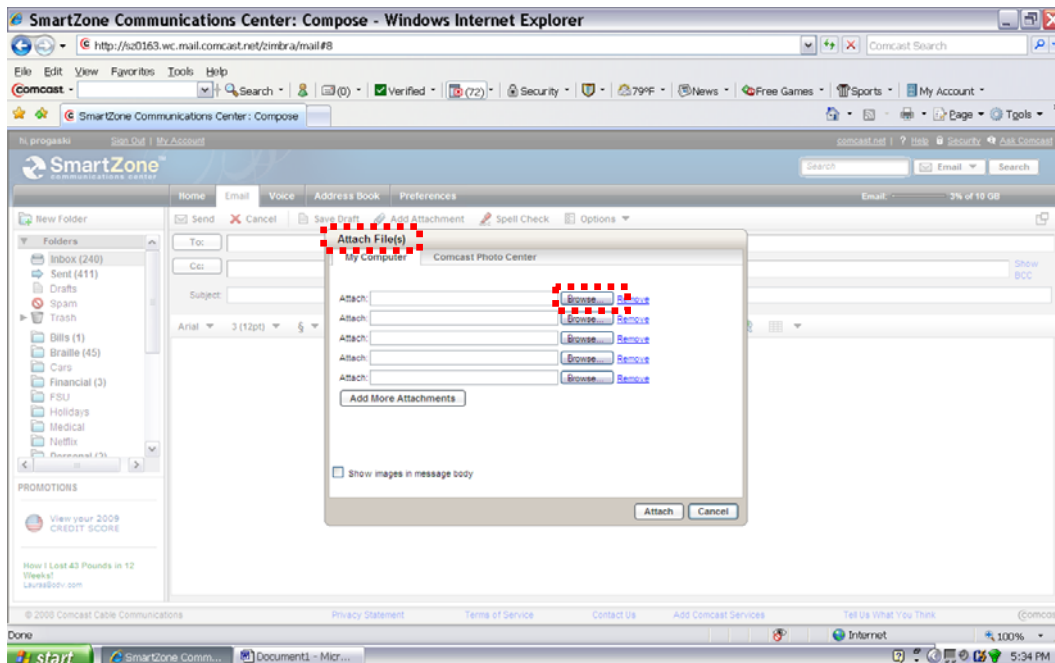 SmartZone Communications Center: Compose - Windows Internet Explorer
http://sz0163.wc.mail.comcast.net/zimbra/mail#8
Comcast Search
File Edit View Favorites Tools Help
Comcast Search (0) Verified (72) Security 79°F News Free Games Sports My Account
SmartZone Communications Center: Compose
Page Tools
hi, progaski Sign Out | My Account
comcast.net | ? Help Security Ask Comcast
SmartZone
communications center
Search Email Search
Home Email Voice Address Book Preferences
Email: 3% of 10 GB
New Folder
Send Cancel Save Draft Add Attachment Spell Check Options
Folders
Inbox (240)
Sent (411)
Drafts
Spam
Trash
Bills (1)
Braille (45)
Cars
Financial (3)
FSU
Holidays
Medical
Netflix
Personal (2)
To:
Cc:
Show BCC
Subject:
Arial 3 (12pt) §
Attach File(s)
My Computer Comcast Photo Center
Attach: Browse... Remove
Attach: Browse... Remove
Attach: Browse... Remove
Attach: Browse... Remove
Attach: Browse... Remove
Add More Attachments
Show images in message body
Attach Cancel
PROMOTIONS
View your 2009
CREDIT SCORE
How I Lost 43 Pounds in 12
Weeks!
LaurasBody.com
© 2008 Comcast Cable Communications Privacy Statement Terms of Service Contact Us Add Comcast Services Tell Us What You Think
Done Internet 100%
start SmartZone Comm... Document1 - Micr... 5:34 PM